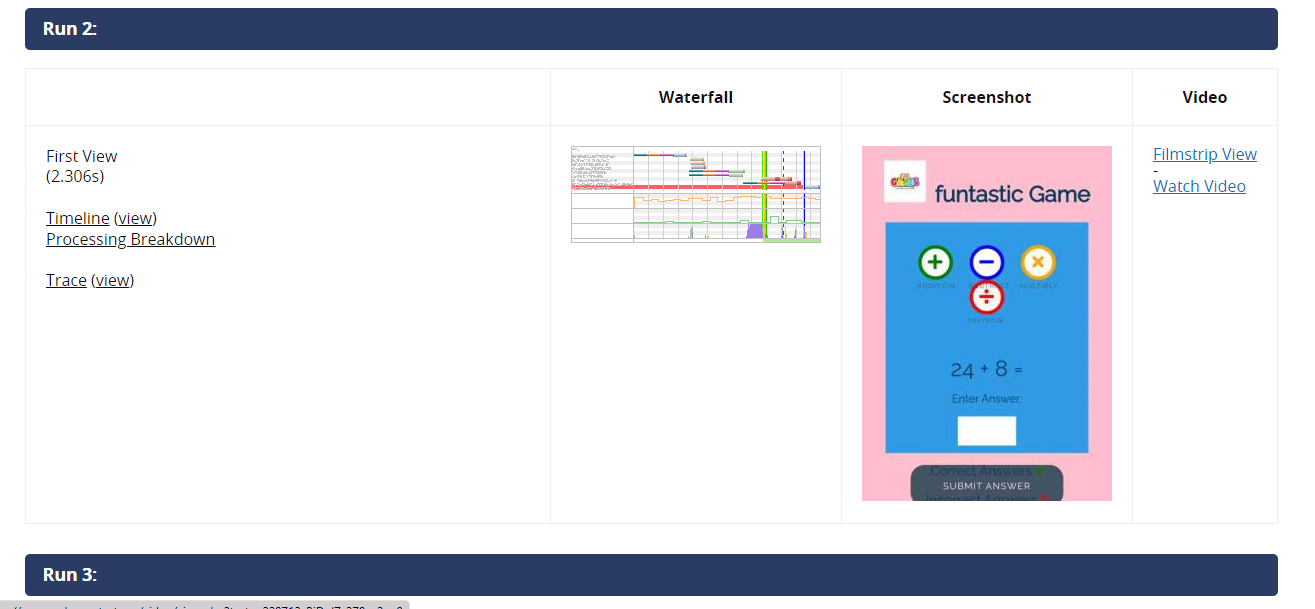 Run 2:
Waterfall
Screenshot
Video
First View
(2.306s)
Timeline (view)
Processing Breakdown
Trace (view)
Filmstrip View
-
Watch Video
funtastic Game
+
−
×
ADDITION
MULTIPLY
÷
DIVISION
24 + 8 =
Enter Answer:
Correct Answers
SUBMIT ANSWER
Incorrect Answers
Run 3: